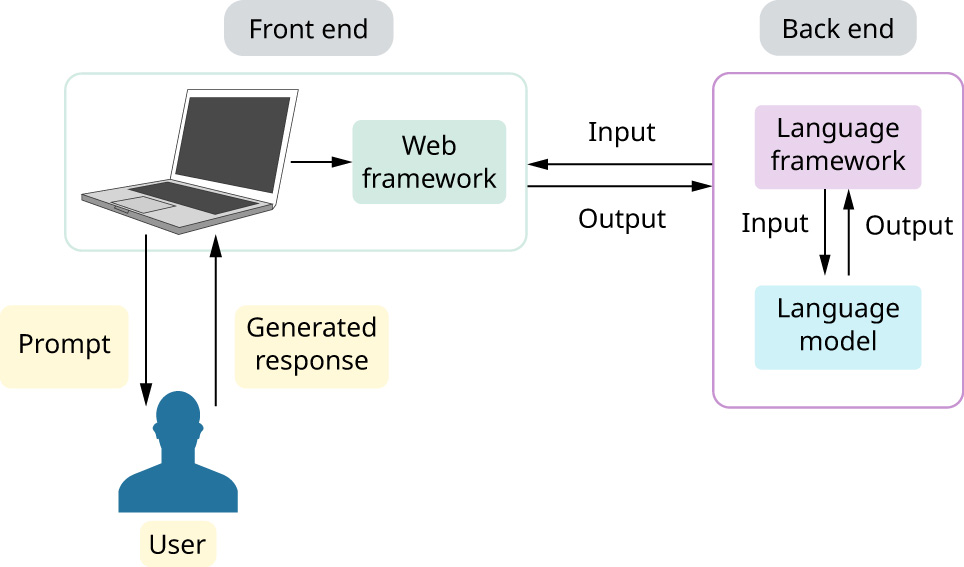 Front end
Back end
Web
framework
Input
Output
Language
framework
Input
Output
Language
model
Prompt
Generated
response
User